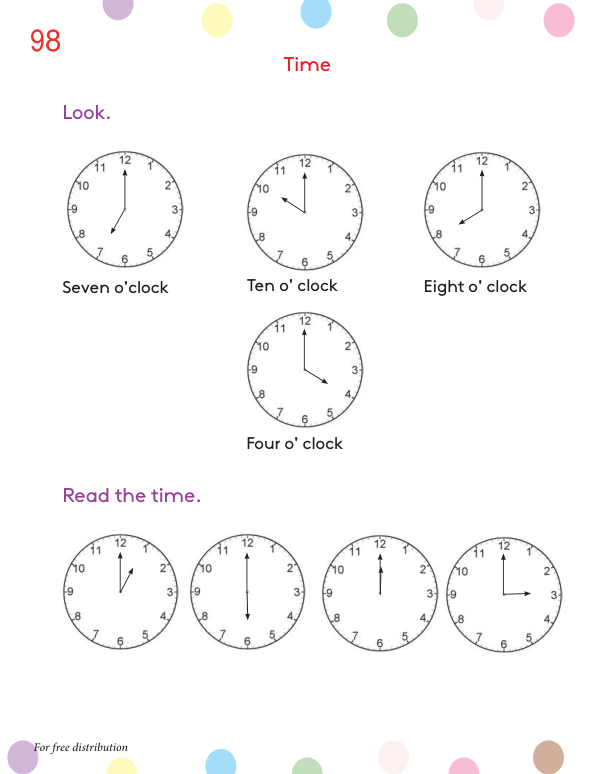 98
Time
Look.
12 1 2 3 4 5 6 7 8 9 10 11
12 1 2 3 4 5 6 7 8 9 10 11
12 1 2 3 4 5 6 7 8 9 10 11
Seven o'clock
Ten o' clock
Eight o' clock
12 1 2 3 4 5 6 7 8 9 10 11
Four o' clock
Read the time.
12 1 2 3 4 5 6 7 8 9 10 11
12 1 2 3 4 5 6 7 8 9 10 11
12 1 2 3 4 5 6 7 8 9 10 11
12 1 2 3 4 5 6 7 8 9 10 11
For free distribution